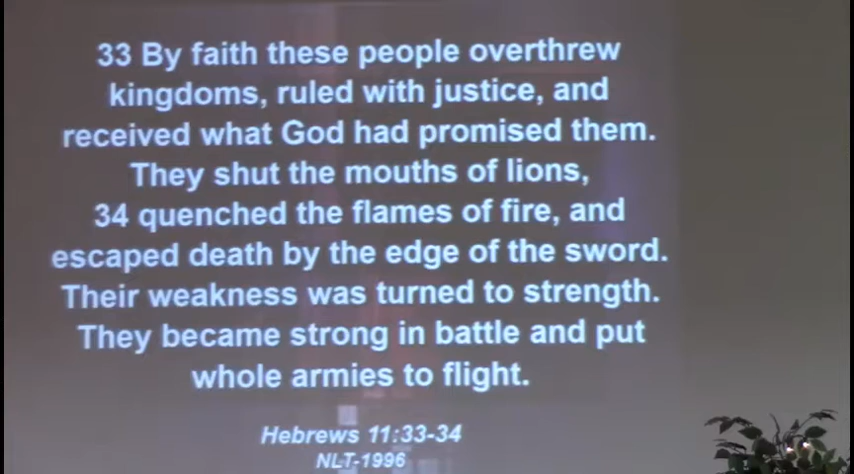 33 By faith these people overthrew
kingdoms, ruled with justice, and
received what God had promised them.
They shut the mouths of lions,
34 quenched the flames of fire, and
escaped death by the edge of the sword.
Their weakness was turned to strength.
They became strong in battle and put
whole armies to flight.
Hebrews 11:33-34
NLT-1996